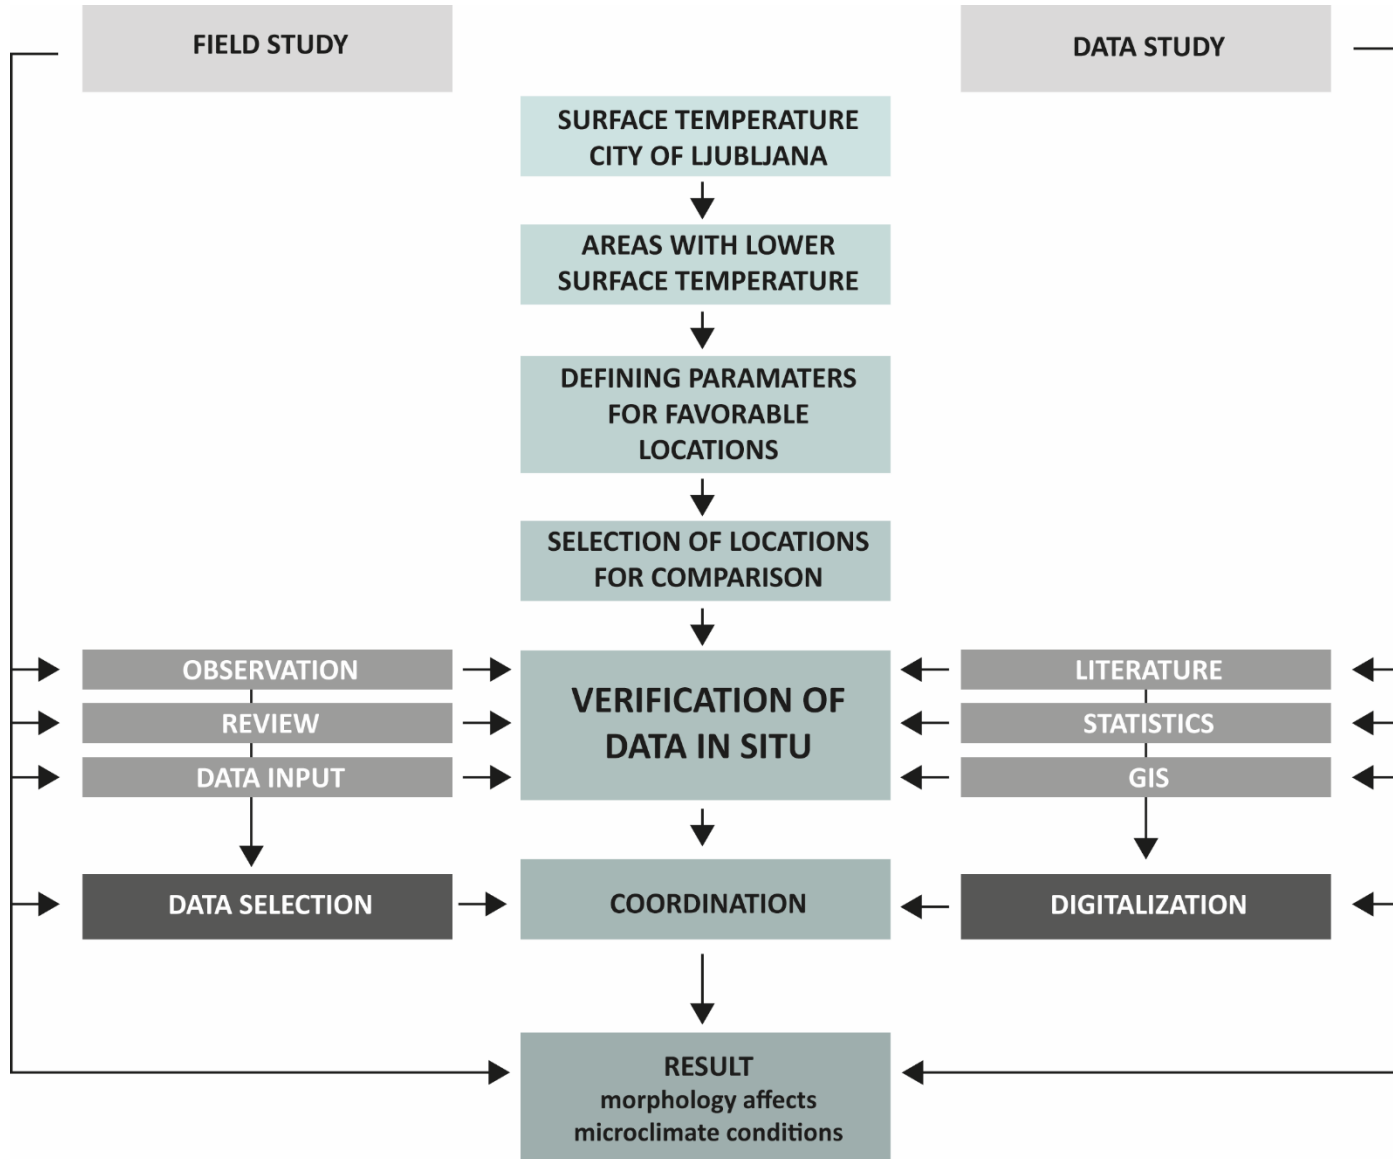 FIELD STUDY
DATA STUDY
SURFACE TEMPERATURE
CITY OF LJUBLJANA
AREAS WITH LOWER
SURFACE TEMPERATURE
DEFINING PARAMATERS
FOR FAVORABLE
LOCATIONS
SELECTION OF LOCATIONS
FOR COMPARISON
OBSERVATION
REVIEW
DATA INPUT
VERIFICATION OF
DATA IN SITU
LITERATURE
STATISTICS
GIS
DATA SELECTION
COORDINATION
DIGITALIZATION
RESULT
morphology affects
microclimate conditions